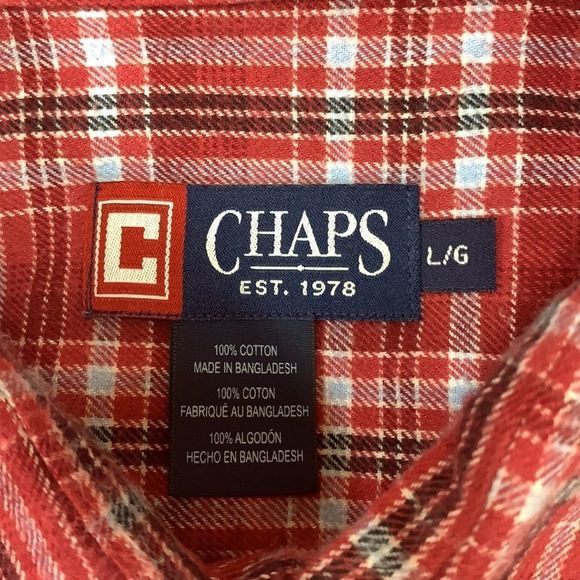 C CHAPS
EST. 1978
L/G
100% COTTON
MADE IN BANGLADESH
100% COTON
FABRIQUÉ AU BANGLADESH
100% ALGODÓN
HECHO EN BANGLADESH